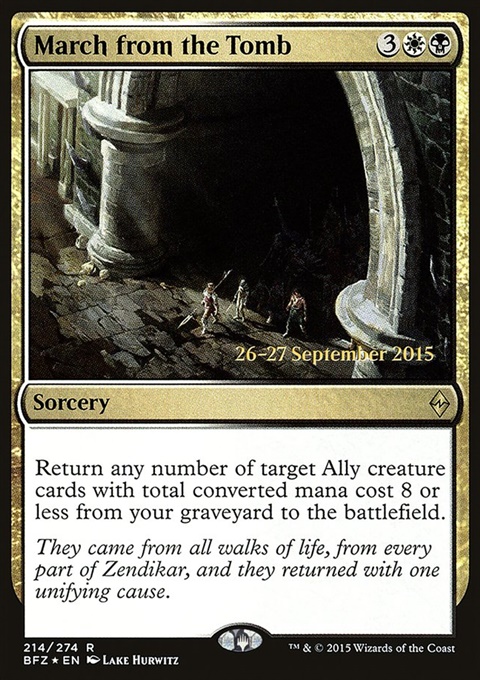 March from the Tomb 3
26–27 September 2015
Sorcery
Return any number of target Ally creature
cards with total converted mana cost 8 or
less from your graveyard to the battlefield.
They came from all walks of life, from every
part of Zendikar, and they returned with one
unifying cause.
214/274 R
BFZ ★ EN Lake Hurwitz
™ & © 2015 Wizards of the Coast